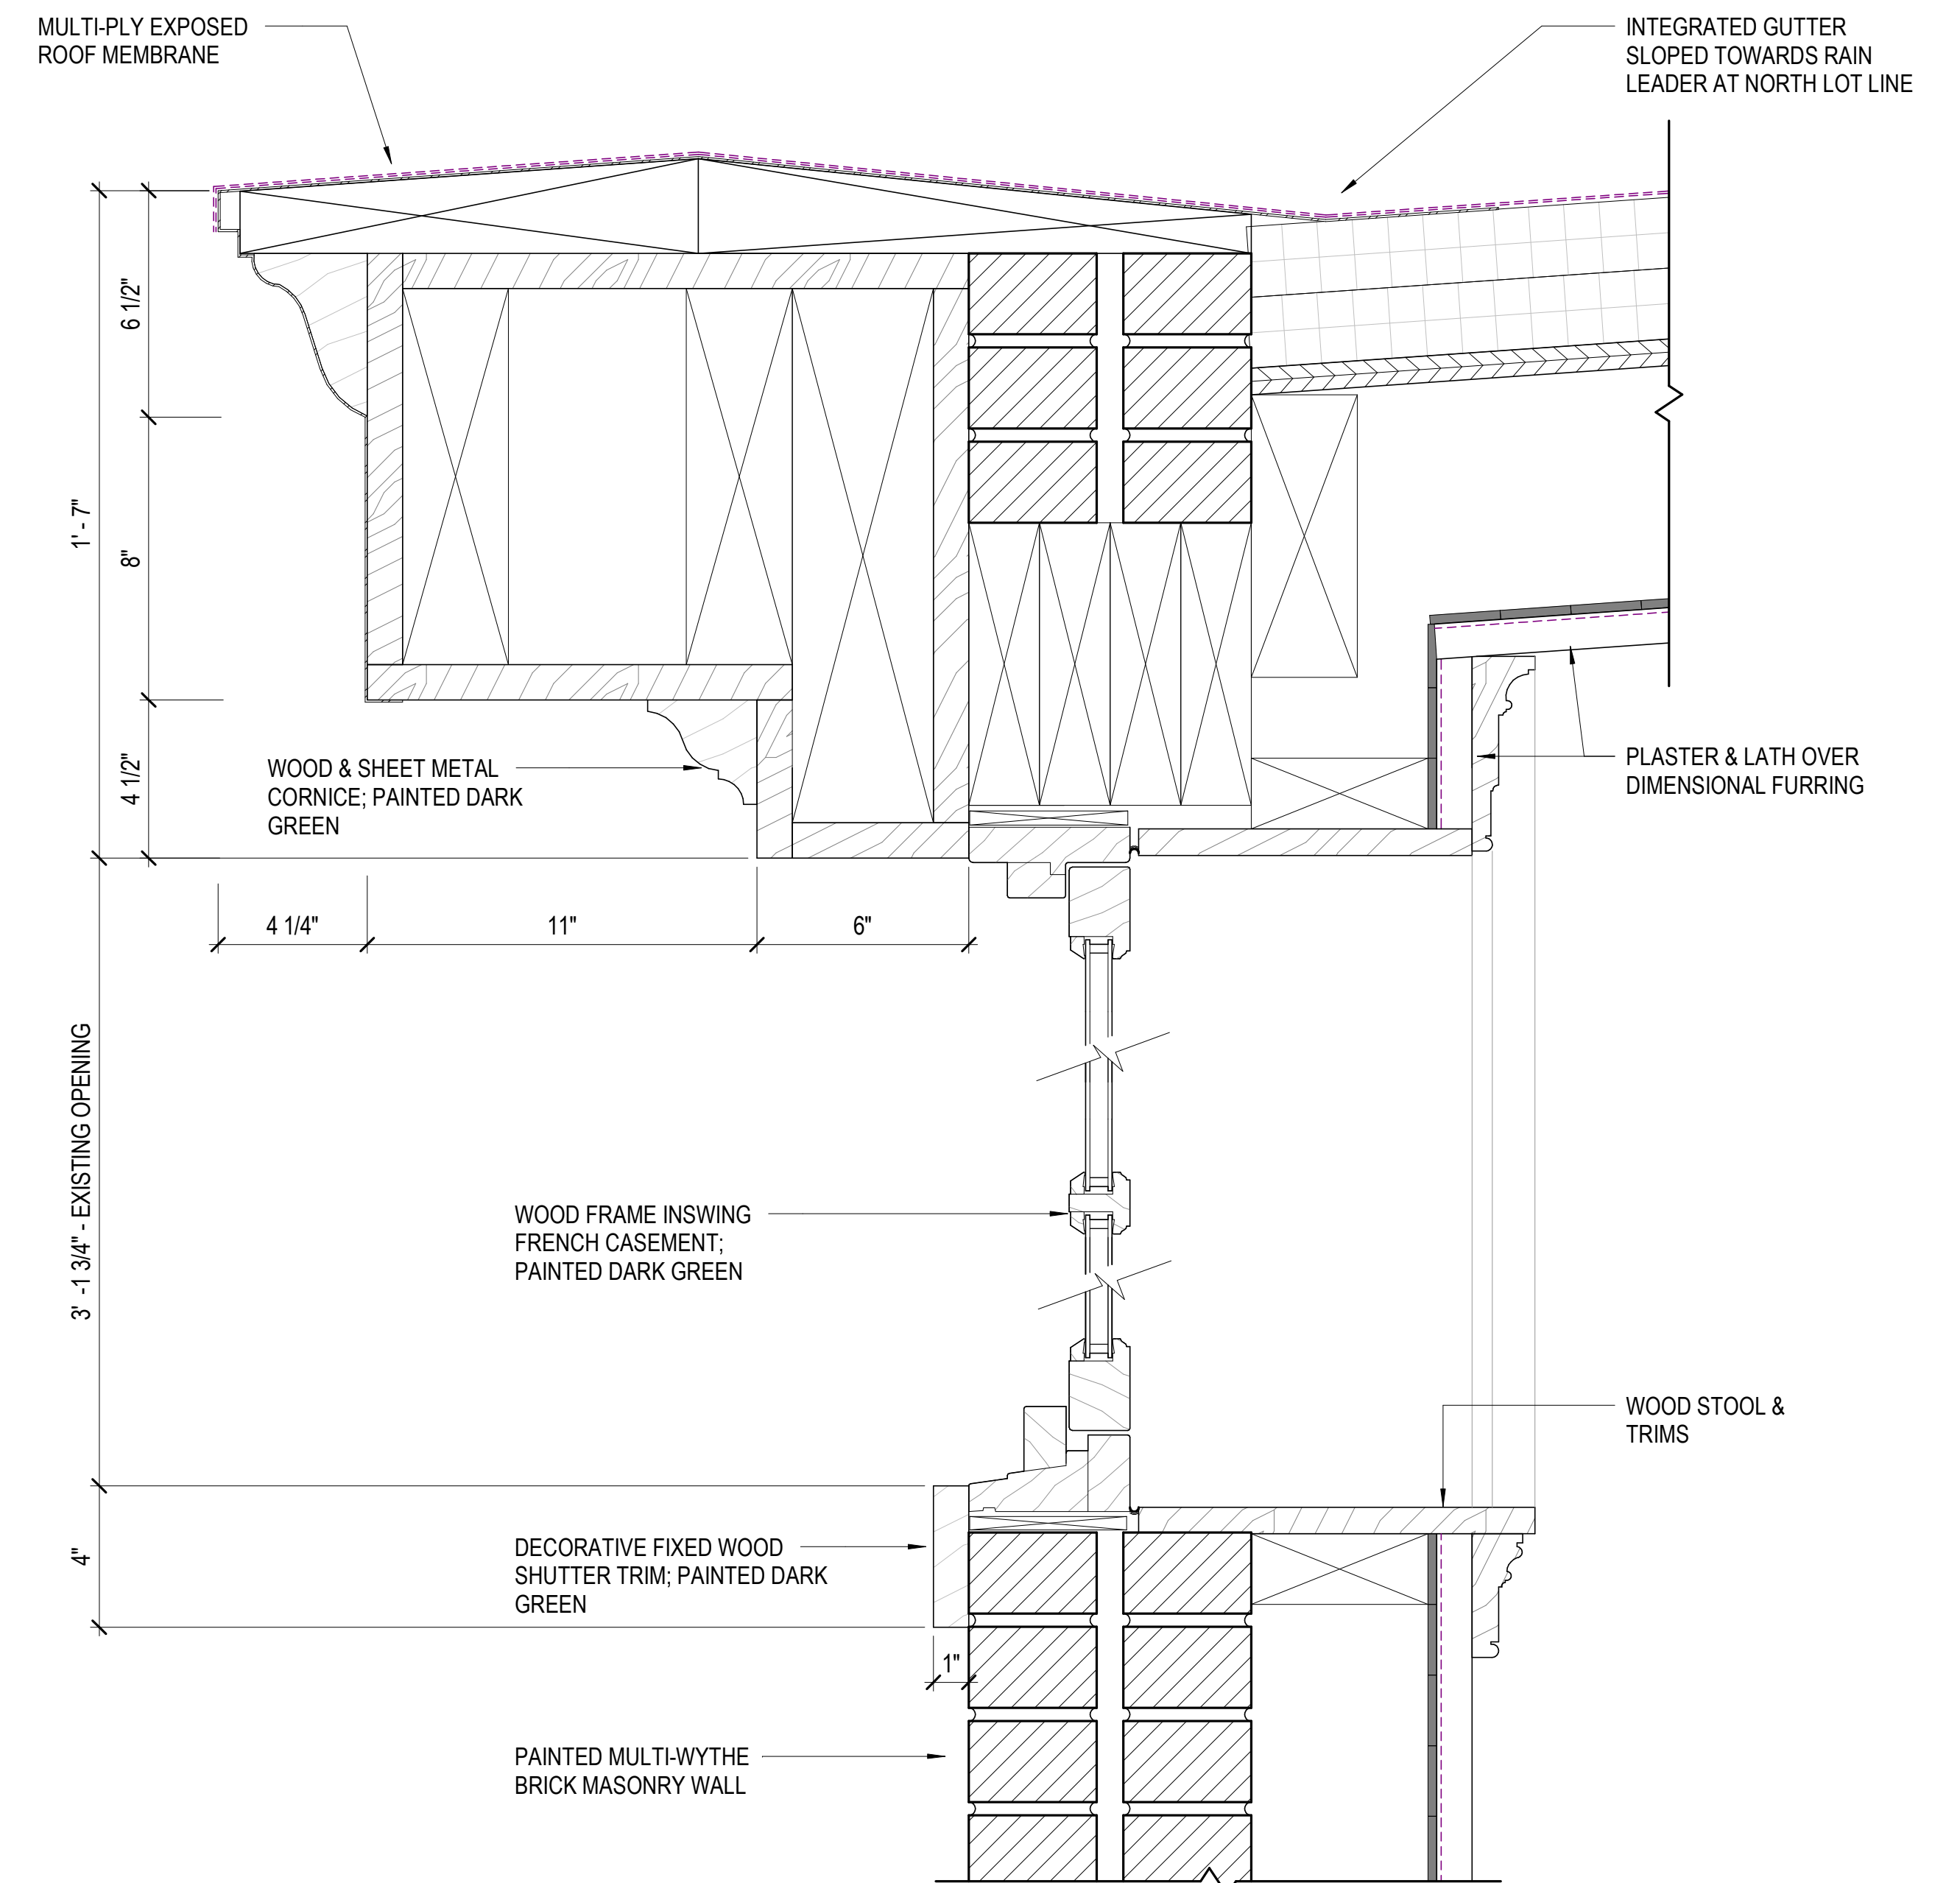 MULTI-PLY EXPOSED
ROOF MEMBRANE
INTEGRATED GUTTER
SLOPED TOWARDS RAIN
LEADER AT NORTH LOT LINE
6 1/2"
1' - 7"
8"
4 1/2"
WOOD & SHEET METAL
CORNICE; PAINTED DARK
GREEN
PLASTER & LATH OVER
DIMENSIONAL FURRING
4 1/4"
11"
6"
3' -1 3/4" - EXISTING OPENING
WOOD FRAME INSWING
FRENCH CASEMENT;
PAINTED DARK GREEN
WOOD STOOL &
TRIMS
4"
DECORATIVE FIXED WOOD
SHUTTER TRIM; PAINTED DARK
GREEN
1"
PAINTED MULTI-WYTHE
BRICK MASONRY WALL